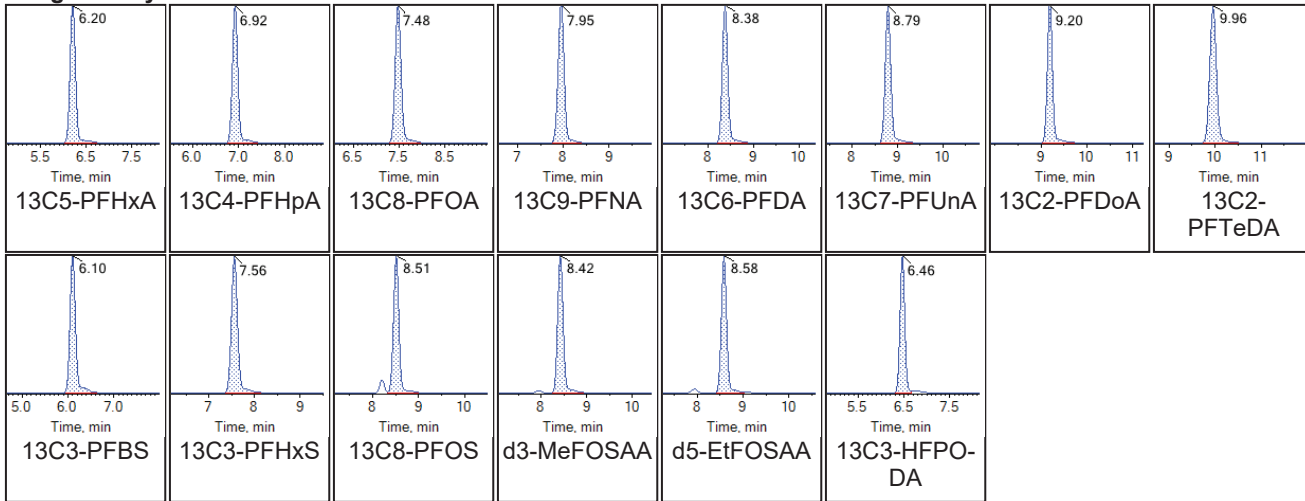 6.20
5.5 6.5 7.5
Time, min
13C5-PFHxA
6.92
6.0 7.0 8.0
Time, min
13C4-PFHpA
7.48
6.5 7.5 8.5
Time, min
13C8-PFOA
7.95
7 8 9
Time, min
13C9-PFNA
8.38
8 9 10
Time, min
13C6-PFDA
8.79
8 9 10
Time, min
13C7-PFUnA
9.20
9 10 11
Time, min
13C2-PFDoA
9.96
9 10 11
Time, min
13C2-
PFTeDA
6.10
5.0 6.0 7.0
Time, min
13C3-PFBS
7.56
7 8 9
Time, min
13C3-PFHxS
8.51
8 9 10
Time, min
13C8-PFOS
8.42
8 9 10
Time, min
d3-MeFOSAA
8.58
8 9 10
Time, min
d5-EtFOSAA
6.46
5.5 6.5 7.5
Time, min
13C3-HFPO-
DA